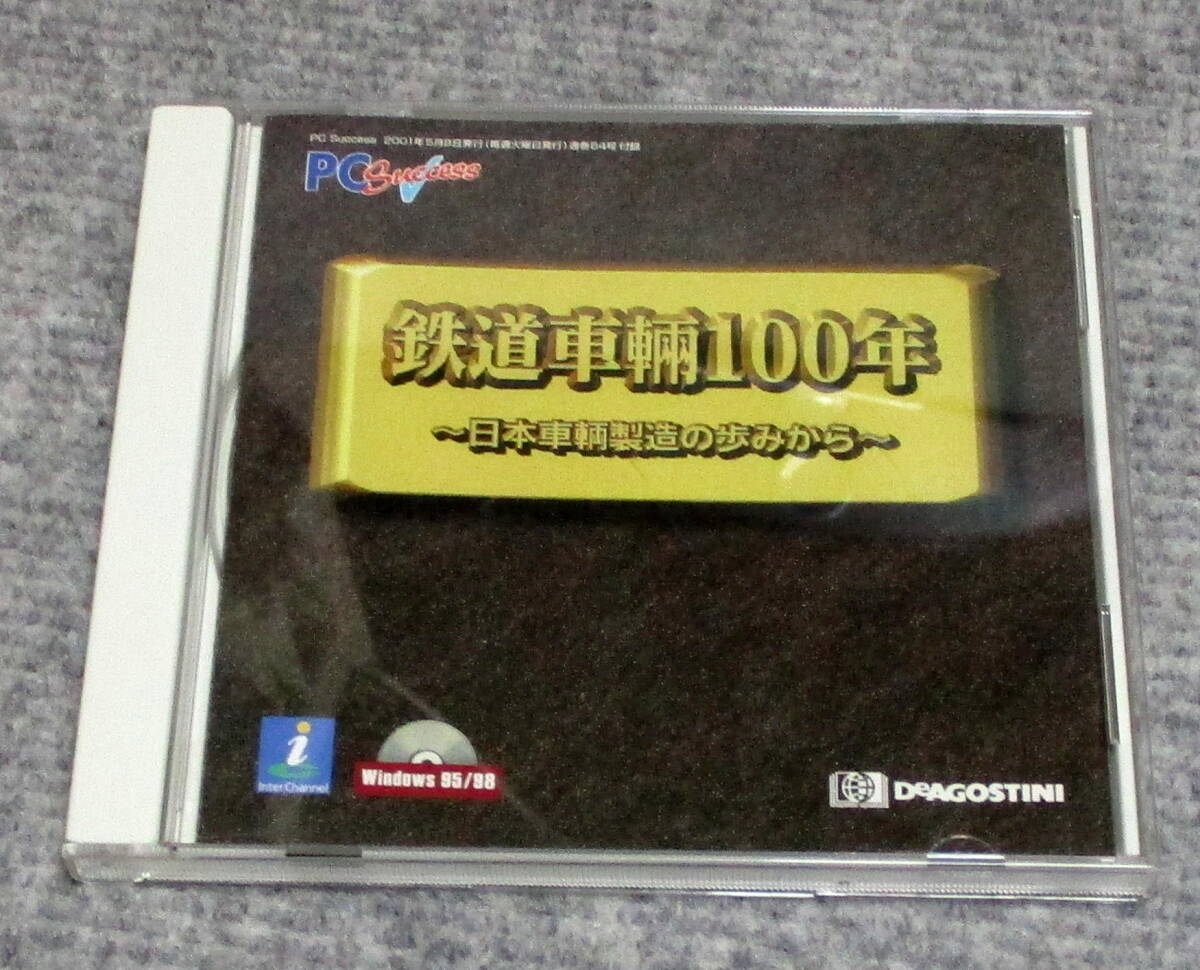 PC Success 2001年5月8日発行(毎週火曜日発行)通巻64号 付録
PC Success
鉄道車輛100年
～日本車輌製造の歩みから～
i
InterChannel
Windows 95/98
DeAGOSTINI